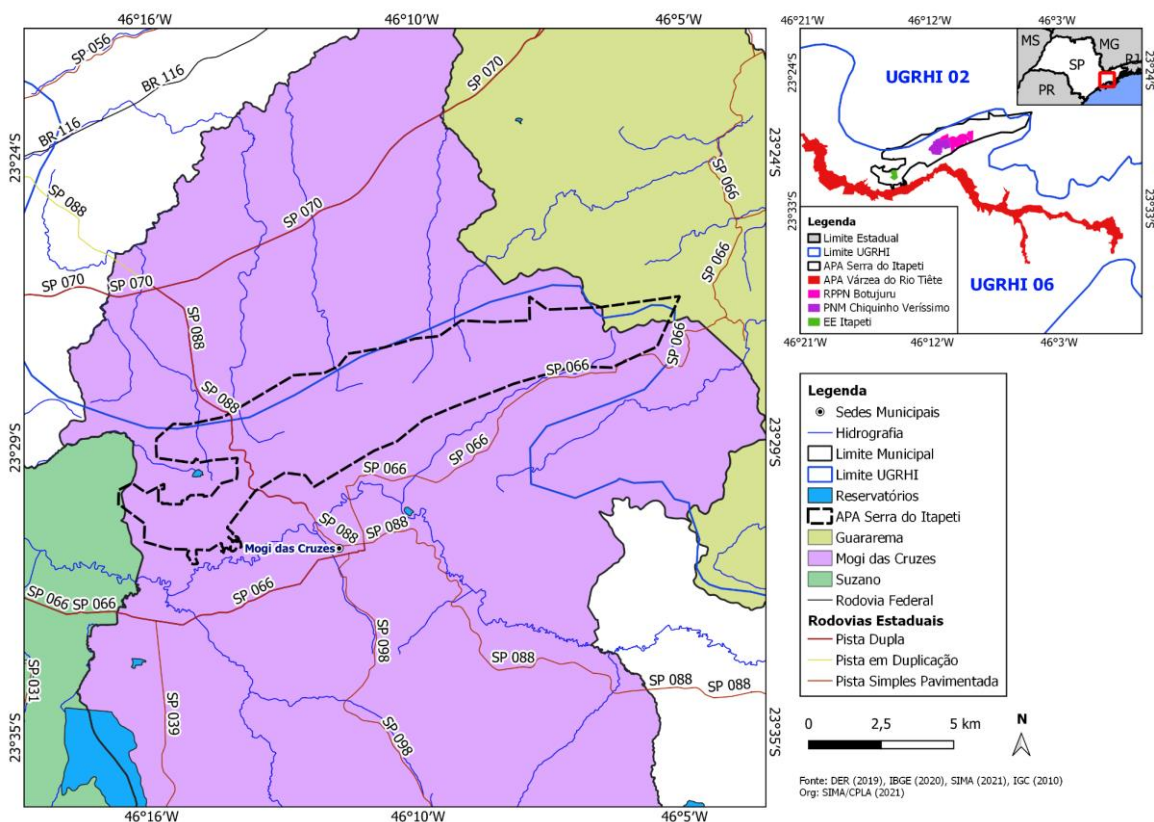 46°16'W
46°10'W
46°5'W
SP 056
BR 116
BR 116
SP 070
SP 070
SP 070
SP 070
SP 088
SP 088
SP 088
SP 066
SP 066
SP 066
SP 066
SP 066
SP 066
SP 088
SP 088
Mogi das Cruzes
SP 066
SP 066
SP 066
SP 098
SP 088
SP 088
SP 088
SP 031
SP 039
SP 098
23°24'S
23°29'S
23°35'S
23°24'S
23°29'S
23°35'S
46°16'W
46°10'W
46°5'W
46°21'W
46°12'W
46°3'W
23°24'S
23°33'S
23°24'S
23°33'S
MS
MG
SP
RJ
PR
UGRHI 02
UGRHI 06
Legenda
Limite Estadual
Limite UGRHI
APA Serra do Itapeti
APA Várzea do Rio Tiête
RPPN Botujuru
PNM Chiquinho Veríssimo
EE Itapeti
46°21'W
46°12'W
46°3'W
Legenda
Sedes Municipais
Hidrografia
Limite Municipal
Limite UGRHI
Reservatórios
APA Serra do Itapeti
Guararema
Mogi das Cruzes
Suzano
Rodovia Federal
Rodovias Estaduais
Pista Dupla
Pista em Duplicação
Pista Simples Pavimentada
0 2,5 5 km
N
Fonte: DER (2019), IBGE (2020), SIMA (2021), IGC (2010)
Org: SIMA/CPLA (2021)